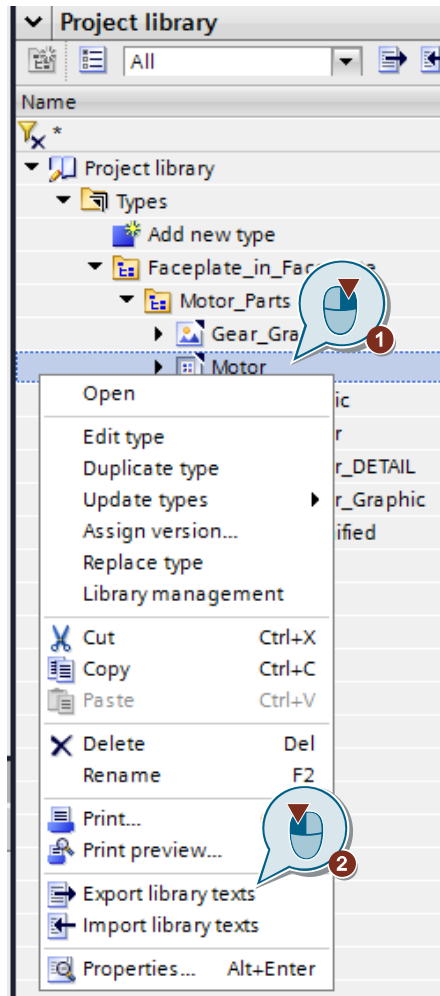 Project library
All
Name
*
Project library
Types
Add new type
Faceplate_in_Fac
Motor_Parts
Gear_Gra
1
Motor
Open
ic
Edit type
r
Duplicate type
r_DETAIL
Update types
r_Graphic
Assign version...
ified
Replace type
Library management
Cut Ctrl+X
Copy Ctrl+C
Paste Ctrl+V
Delete Del
Rename F2
Print...
Print preview...
2
Export library texts
Import library texts
Properties... Alt+Enter